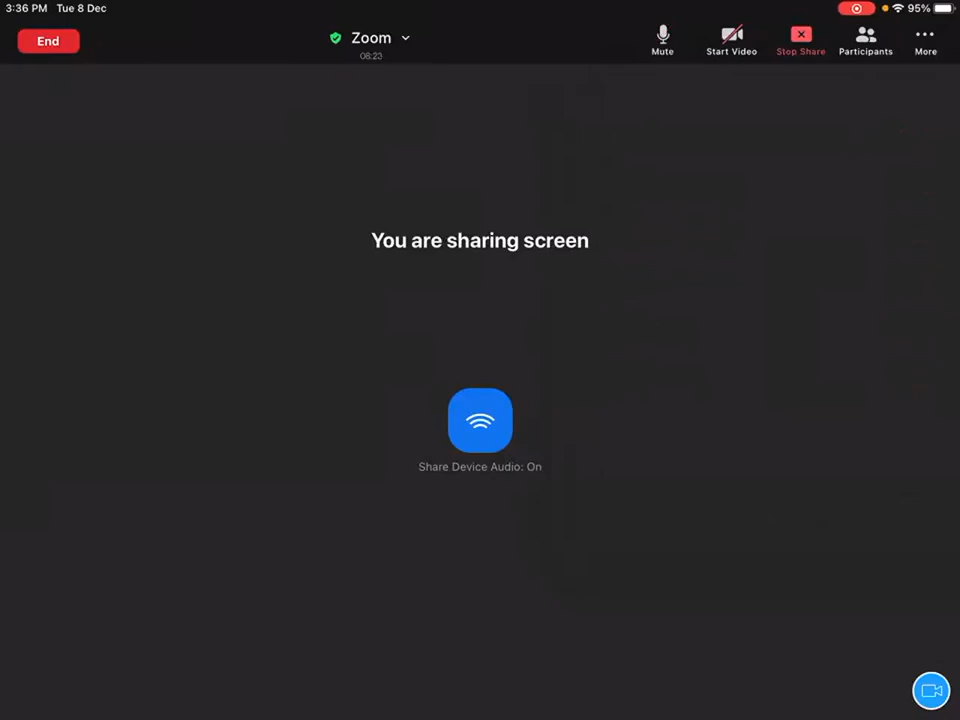 3:36 PM Tue 8 Dec 95%
End
Zoom
06:23
Mute
Start Video
Stop Share
Participants
More
You are sharing screen
Share Device Audio: On